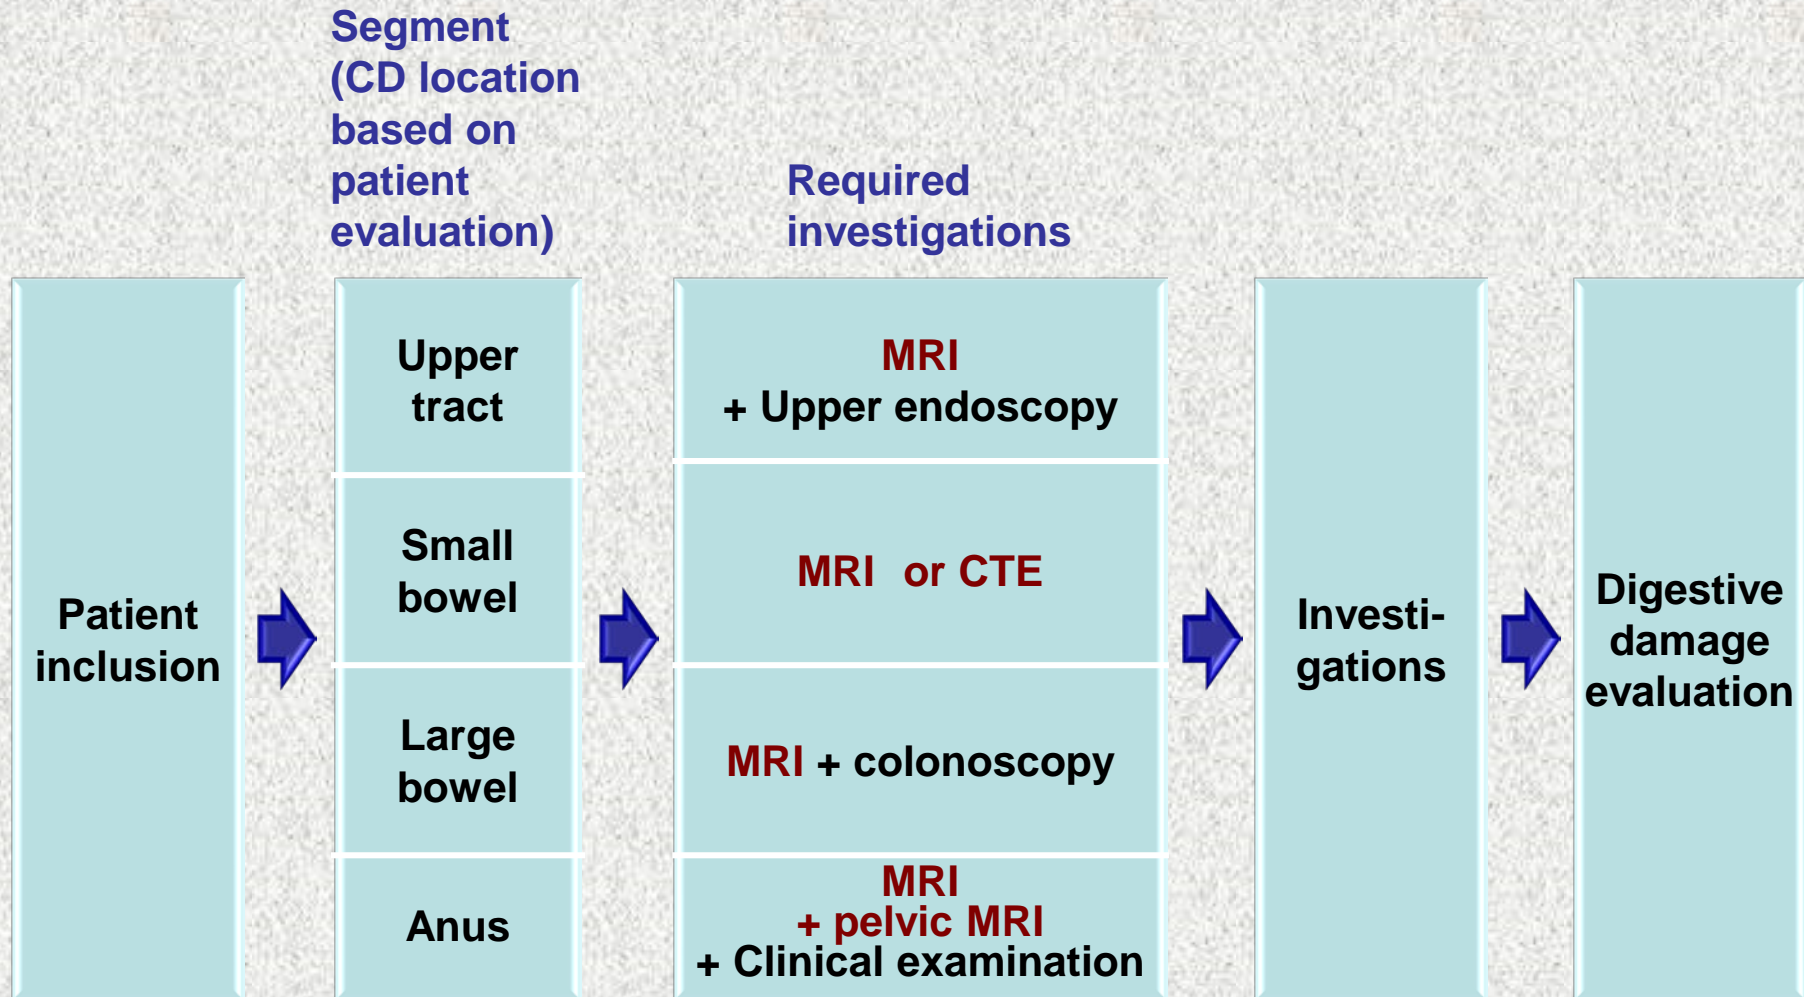 Segment
(CD location
based on
patient
evaluation)
Required
investigations
Patient
inclusion
Upper
tract
Small
bowel
Large
bowel
Anus
MRI
+ Upper endoscopy
MRI or CTE
MRI + colonoscopy
MRI
+ pelvic MRI
+ Clinical examination
Investi-
gations
Digestive
damage
evaluation